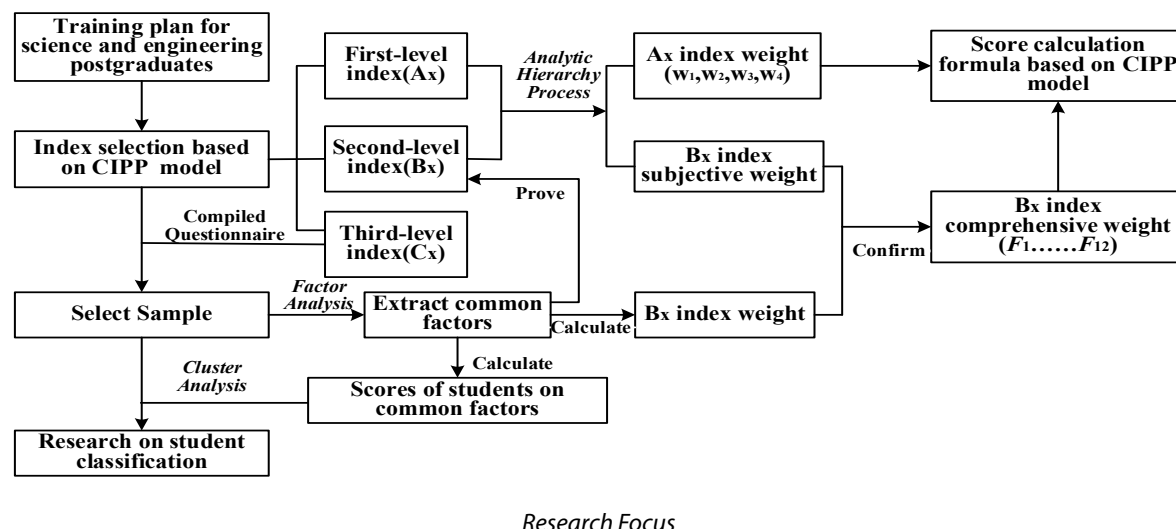 Training plan for
science and engineering
postgraduates
First-level
index(Ax)
Analytic
Hierarchy
Process
Ax index weight
(w₁,w₂,w₃,w₄)
Score calculation
formula based on CIPP
model
Index selection based
on CIPP model
Second-level
index(Bx)
Bx index
subjective weight
Prove
Compiled
Questionnaire
Third-level
index(Cx)
Bx index
comprehensive weight
(F₁……F₁₂)
Confirm
Select Sample
Factor
Analysis
Extract common
factors
Calculate
Bx index weight
Calculate
Cluster
Analysis
Scores of students on
common factors
Research on student
classification
Research Focus